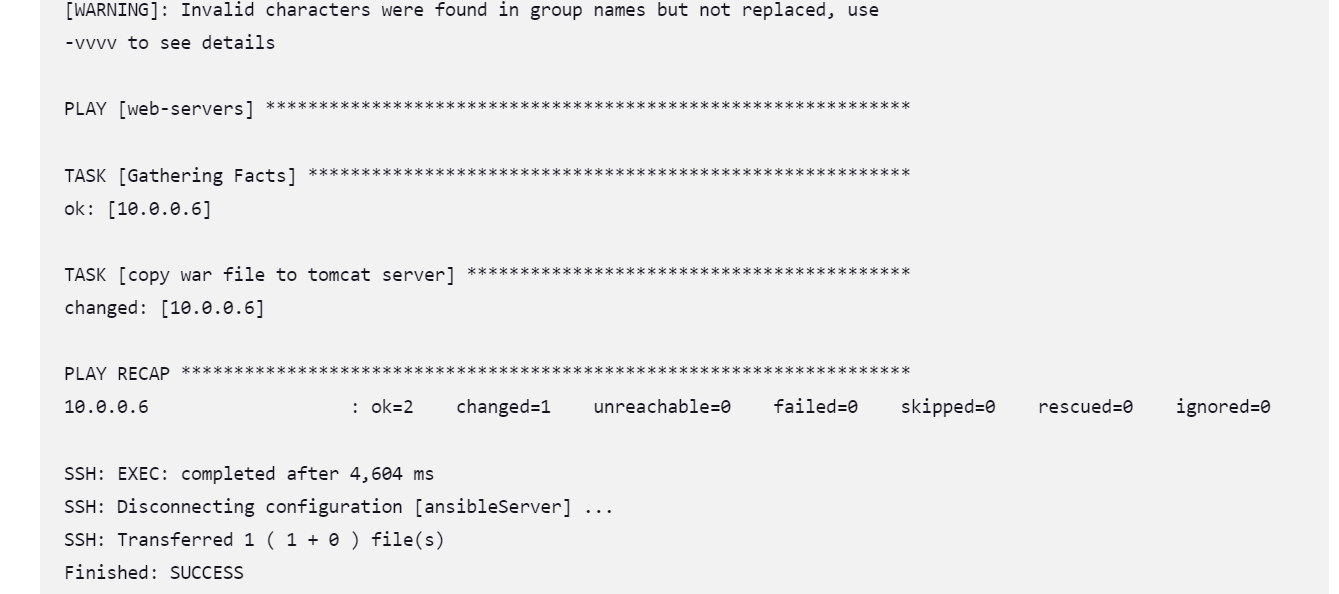 [WARNING]: Invalid characters were found in group names but not replaced, use
-vvvv to see details
PLAY [web-servers] *************************************************************
TASK [Gathering Facts] *********************************************************
ok: [10.0.0.6]
TASK [copy war file to tomcat server] ******************************************
changed: [10.0.0.6]
PLAY RECAP *********************************************************************
10.0.0.6                   : ok=2    changed=1    unreachable=0    failed=0    skipped=0    rescued=0    ignored=0
SSH: EXEC: completed after 4,604 ms
SSH: Disconnecting configuration [ansibleServer] ...
SSH: Transferred 1 ( 1 + 0 ) file(s)
Finished: SUCCESS